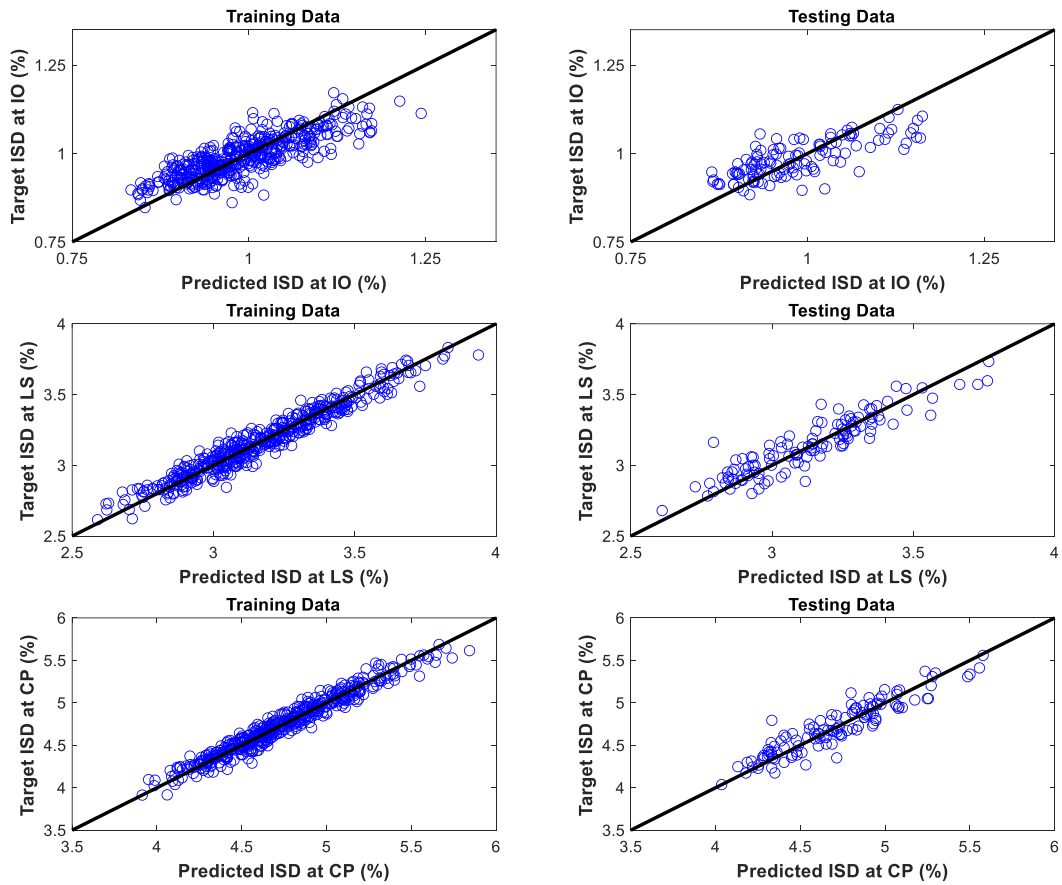 Training Data
Target ISD at IO (%)
1.25
1
0.75
0.75 1 1.25
Predicted ISD at IO (%)
Testing Data
Target ISD at IO (%)
1.25
1
0.75
0.75 1 1.25
Predicted ISD at IO (%)
Training Data
Target ISD at LS (%)
4
3.5
3
2.5
2.5 3 3.5 4
Predicted ISD at LS (%)
Testing Data
Target ISD at LS (%)
4
3.5
3
2.5
2.5 3 3.5 4
Predicted ISD at LS (%)
Training Data
Target ISD at CP (%)
6
5.5
5
4.5
4
3.5
3.5 4 4.5 5 5.5 6
Predicted ISD at CP (%)
Testing Data
Target ISD at CP (%)
6
5.5
5
4.5
4
3.5
3.5 4 4.5 5 5.5 6
Predicted ISD at CP (%)